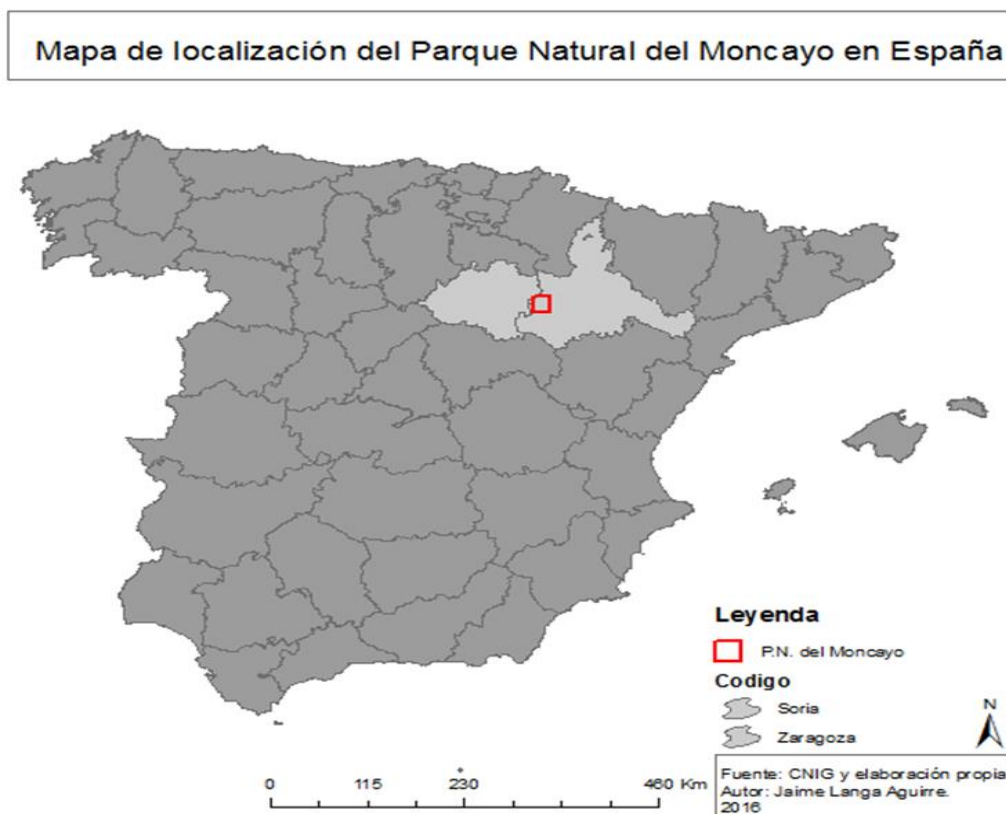 Mapa de localización del Parque Natural del Moncayo en España
Leyenda
P.N. del Moncayo
Codigo
Soria
Zaragoza
N
0 115 230 460 Km
Fuente: CNIG y elaboración propia
Autor: Jaime Langa Aguirre.
2016